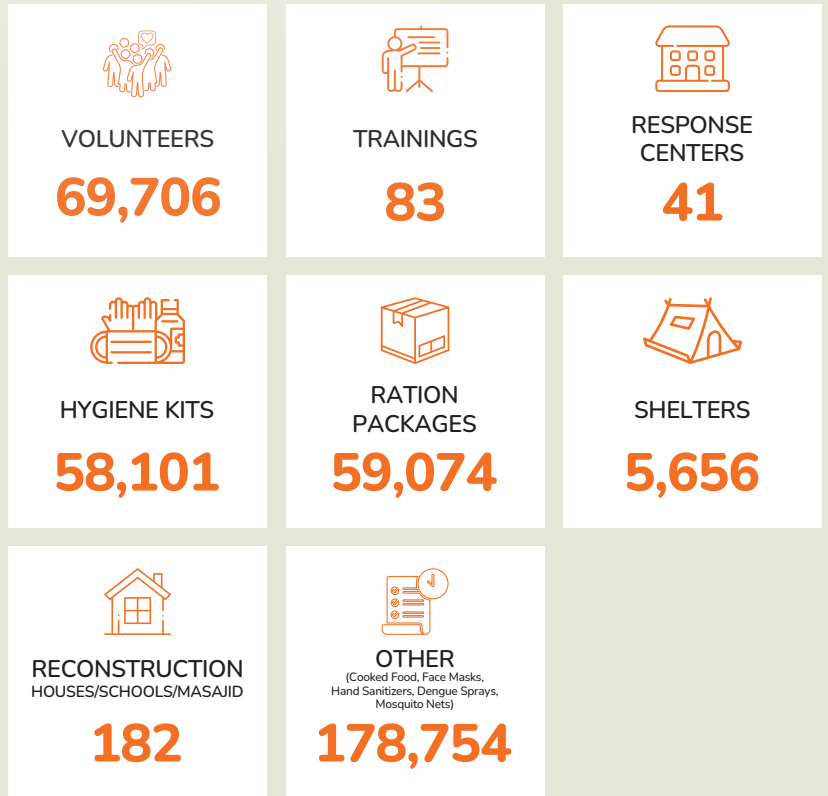 VOLUNTEERS
69,706
TRAININGS
83
RESPONSE
CENTERS
41
HYGIENE KITS
58,101
RATION
PACKAGES
59,074
SHELTERS
5,656
RECONSTRUCTION
HOUSES/SCHOOLS/MASAJID
182
OTHER
(Cooked Food, Face Masks,
Hand Sanitizers, Dengue Sprays,
Mosquito Nets)
178,754